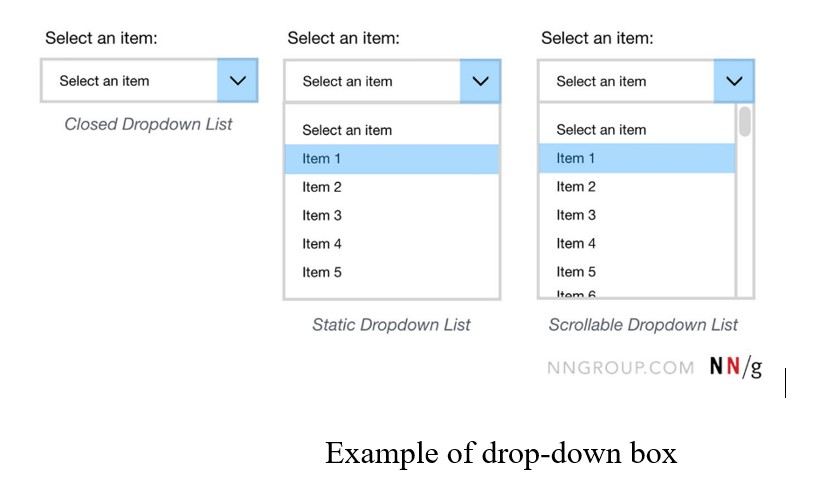 Select an item:
Select an item
Closed Dropdown List
Select an item:
Select an item
Select an item
Item 1
Item 2
Item 3
Item 4
Item 5
Static Dropdown List
Select an item:
Select an item
Select an item
Item 1
Item 2
Item 3
Item 4
Item 5
Item 6
Scrollable Dropdown List
NNGROUP.COM NN/g
Example of drop-down box